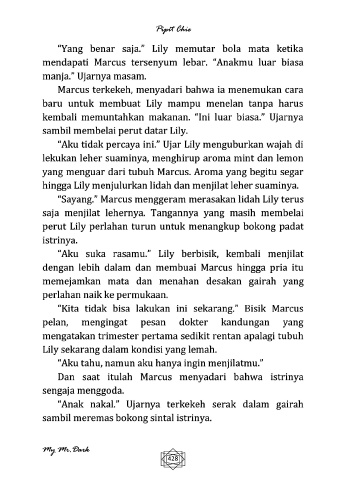 Pipit Chie
“Yang benar saja.” Lily memutar bola mata ketika
mendapati Marcus tersenyum lebar. “Anakmu luar biasa
manja.” Ujarnya masam.
Marcus terkekeh, menyadari bahwa ia menemukan cara
baru untuk membuat Lily mampu menelan tanpa harus
kembali memuntahkan makanan. “Ini luar biasa.” Ujarnya
sambil membelai perut datar Lily.
“Aku tidak percaya ini.” Ujar Lily menguburkan wajah di
lekukan leher suaminya, menghirup aroma mint dan lemon
yang menguar dari tubuh Marcus. Aroma yang begitu segar
hingga Lily menjulurkan lidah dan menjilat leher suaminya.
“Sayang.” Marcus menggeram merasakan lidah Lily terus
saja menjilat lehernya. Tangannya yang masih membelai
perut Lily perlahan turun untuk menangkup bokong padat
istrinya.
“Aku suka rasamu.” Lily berbisik, kembali menjilat
dengan lebih dalam dan membuai Marcus hingga pria itu
memejamkan mata dan menahan desakan gairah yang
perlahan naik ke permukaan.
“Kita tidak bisa lakukan ini sekarang.” Bisik Marcus
pelan, mengingat pesan dokter kandungan yang
mengatakan trimester pertama sedikit rentan apalagi tubuh
Lily sekarang dalam kondisi yang lemah.
“Aku tahu, namun aku hanya ingin menjilatmu.”
Dan saat itulah Marcus menyadari bahwa istrinya
sengaja menggoda.
“Anak nakal.” Ujarnya terkekeh serak dalam gairah
sambil meremas bokong sintal istrinya.
My Mr. Dark
428